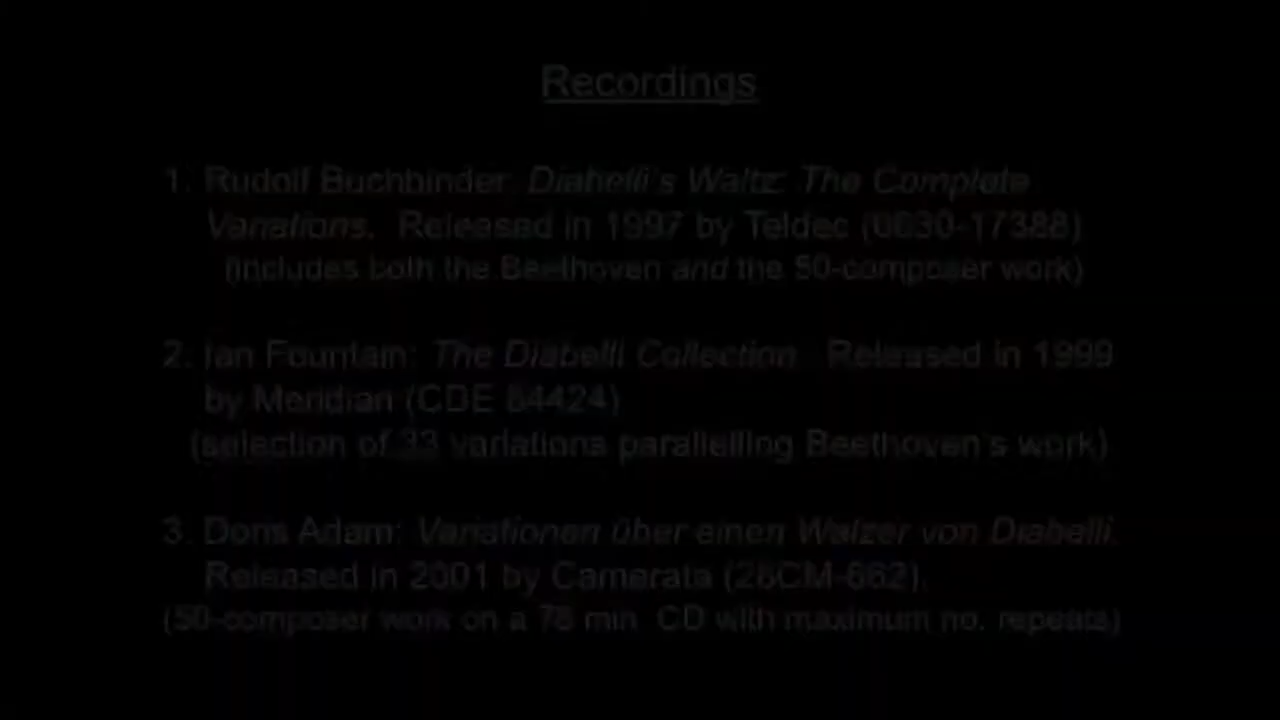 Recordings
1. Rudolf Buchbinder: Diabelli's Waltz: The Complete
Variations. Released in 1997 by Teldec (0630-17388)
(includes both the Beethoven and the 50-composer work)
2. Ian Fountain: The Diabelli Collection. Released in 1999
by Meridian (CDE 84424)
(selection of 33 variations parallelling Beethoven's work)
3. Doris Adam: Variationen über einen Walzer von Diabelli.
Released in 2001 by Camerata (28CM-662).
(50-composer work on a 78 min. CD with maximum no. repeats)